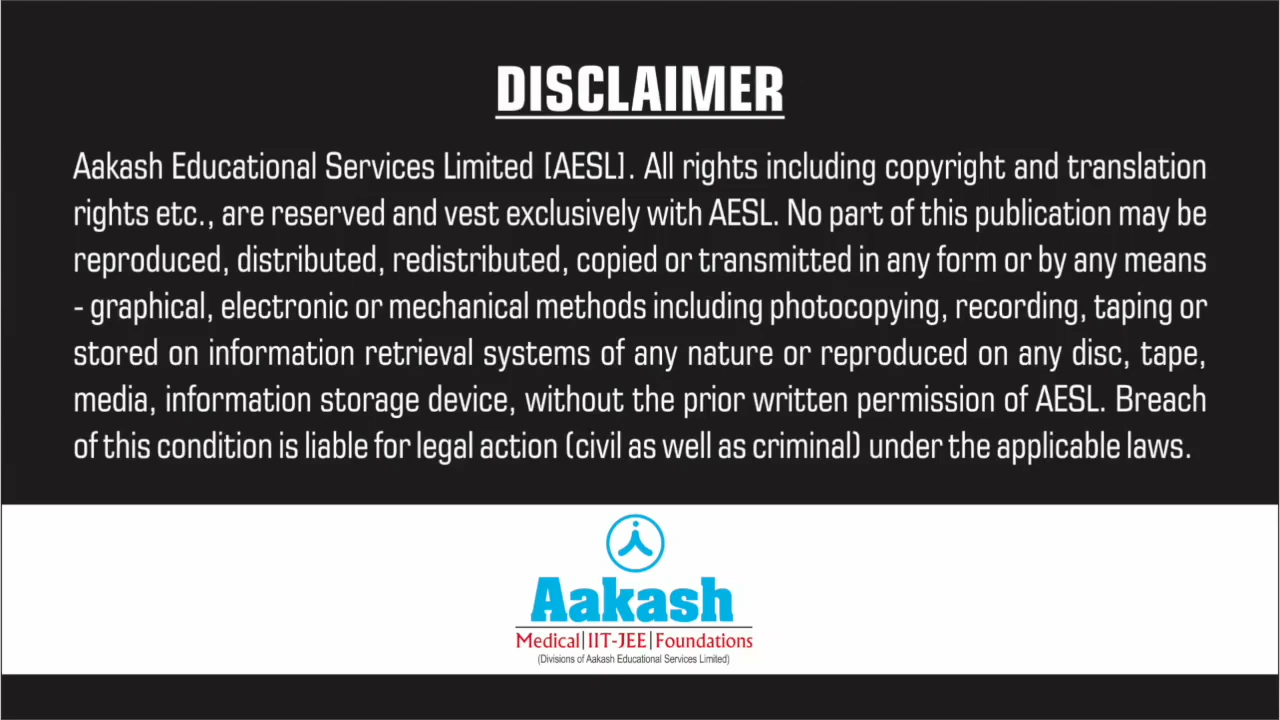 DISCLAIMER
Aakash Educational Services Limited [AESL]. All rights including copyright and translation
rights etc., are reserved and vest exclusively with AESL. No part of this publication may be
reproduced, distributed, redistributed, copied or transmitted in any form or by any means
- graphical, electronic or mechanical methods including photocopying, recording, taping or
stored on information retrieval systems of any nature or reproduced on any disc, tape,
media, information storage device, without the prior written permission of AESL. Breach
of this condition is liable for legal action (civil as well as criminal) under the applicable laws.
Aakash
Medical|IIT-JEE|Foundations
(Divisions of Aakash Educational Services Limited)